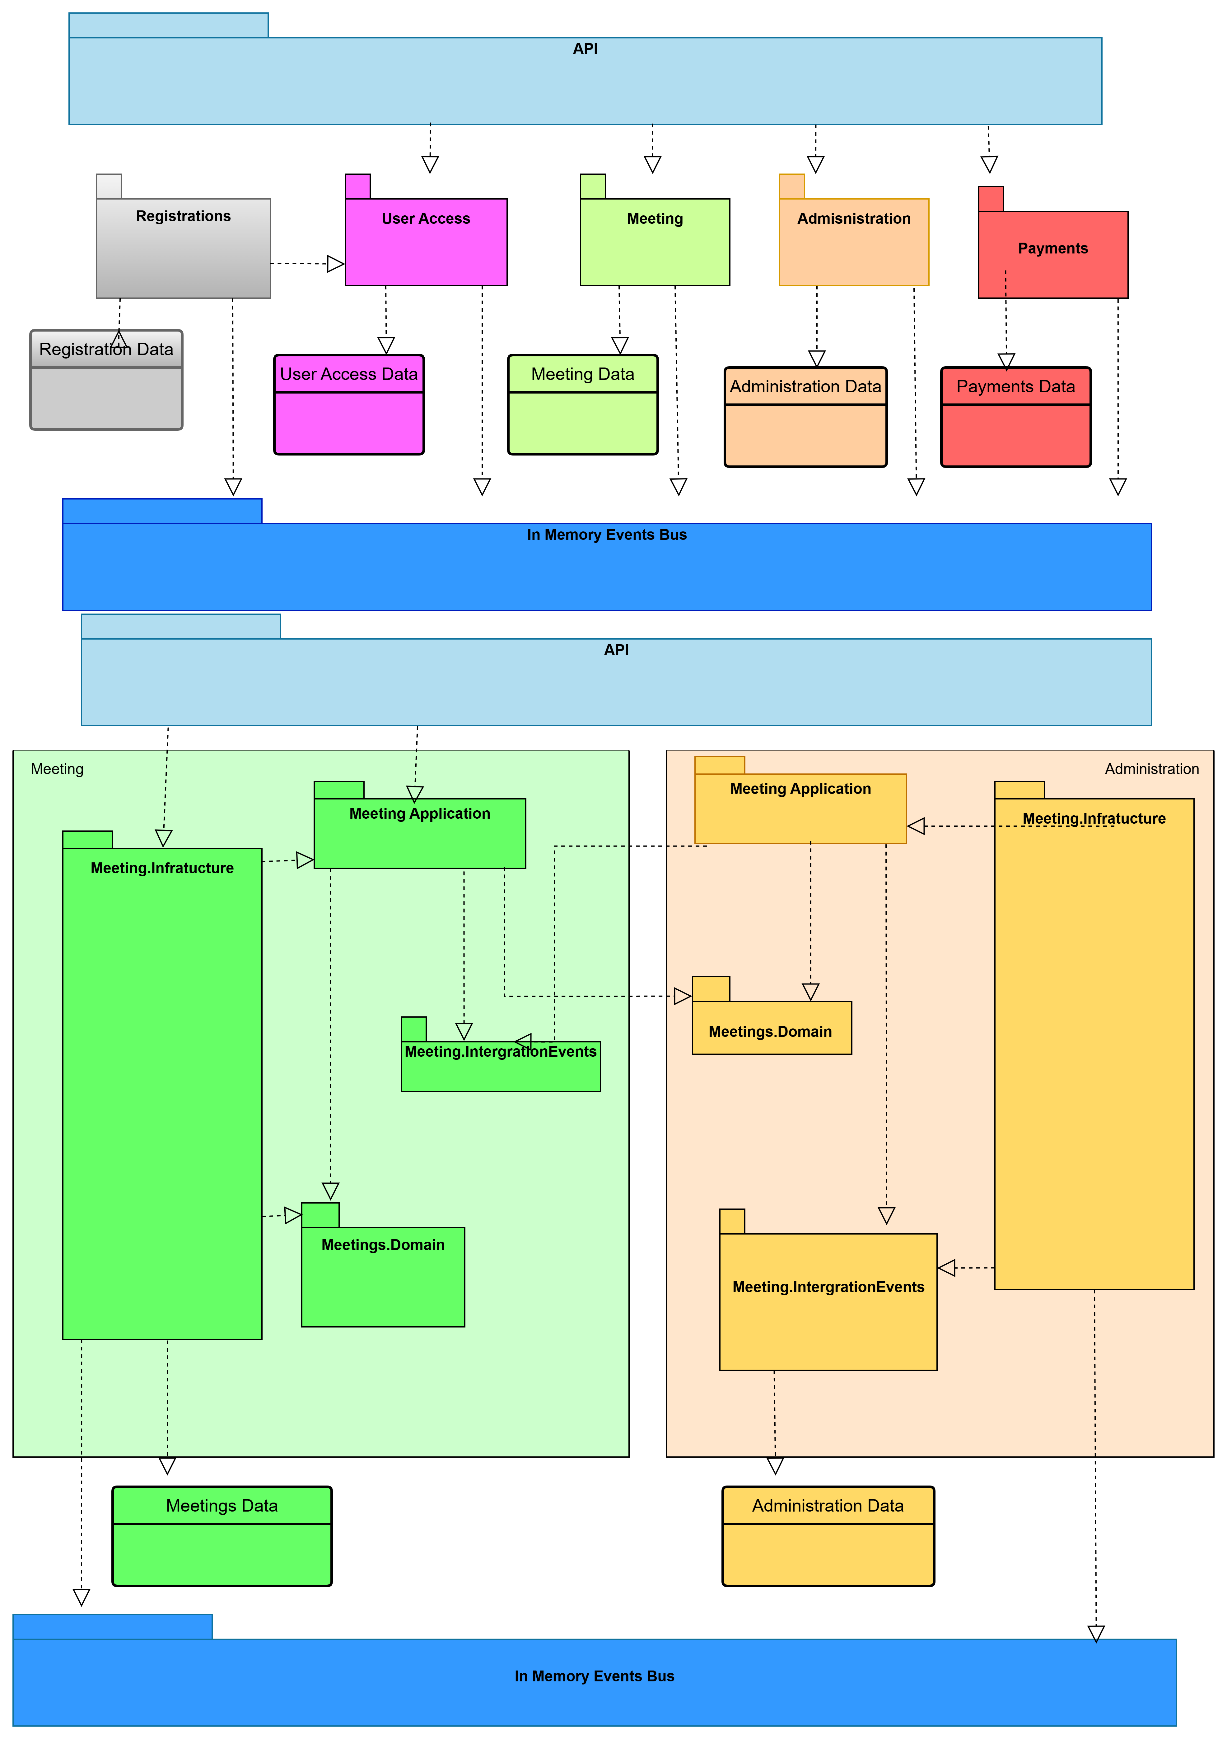 API
Registrations
User Access
Meeting
Admisnistration
Payments
Registration Data
User Access Data
Meeting Data
Administration Data
Payments Data
In Memory Events Bus
API
Meeting
Administration
Meeting Application
Meeting Application
Meeting.Infratucture
Meeting.Infratucture
Meetings.Domain
Meeting.IntergrationEvents
Meetings.Domain
Meeting.IntergrationEvents
Meetings Data
Administration Data
In Memory Events Bus